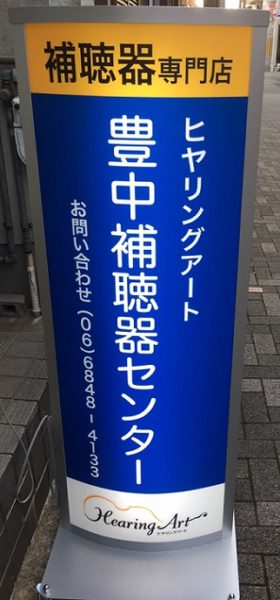 補聴器専門店
ヒヤリングアート
豊中補聴器センター
お問い合わせ (06)6848-4133
Hearing Art
ヒヤリングアート